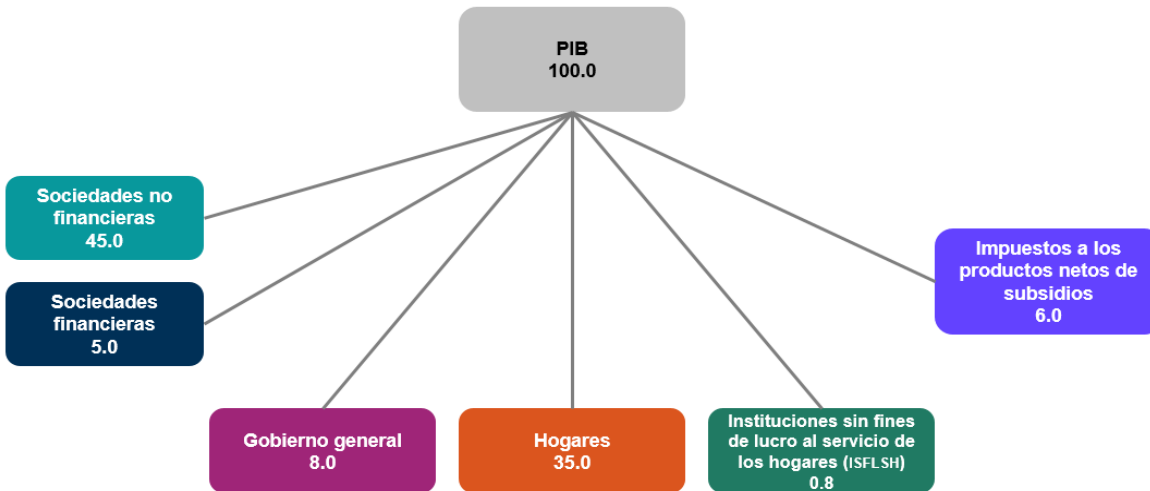 PIB
100.0
Sociedades no
financieras
45.0
Sociedades
financieras
5.0
Gobierno general
8.0
Hogares
35.0
Instituciones sin fines
de lucro al servicio de
los hogares (ISFLSH)
0.8
Impuestos a los
productos netos de
subsidios
6.0